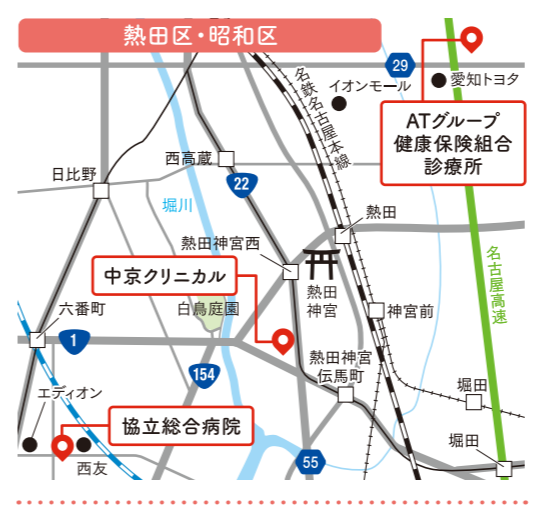 熱田区・昭和区
29
愛知トヨタ
イオンモール
名鉄名古屋本線
ATグループ
健康保険組合
診療所
西高蔵
日比野
22
堀川
熱田
熱田神宮西
中京クリニカル
熱田
神宮
名古屋高速
六番町
白鳥庭園
神宮前
1
154
熱田神宮
伝馬町
エディオン
堀田
協立総合病院
堀田
西友
55